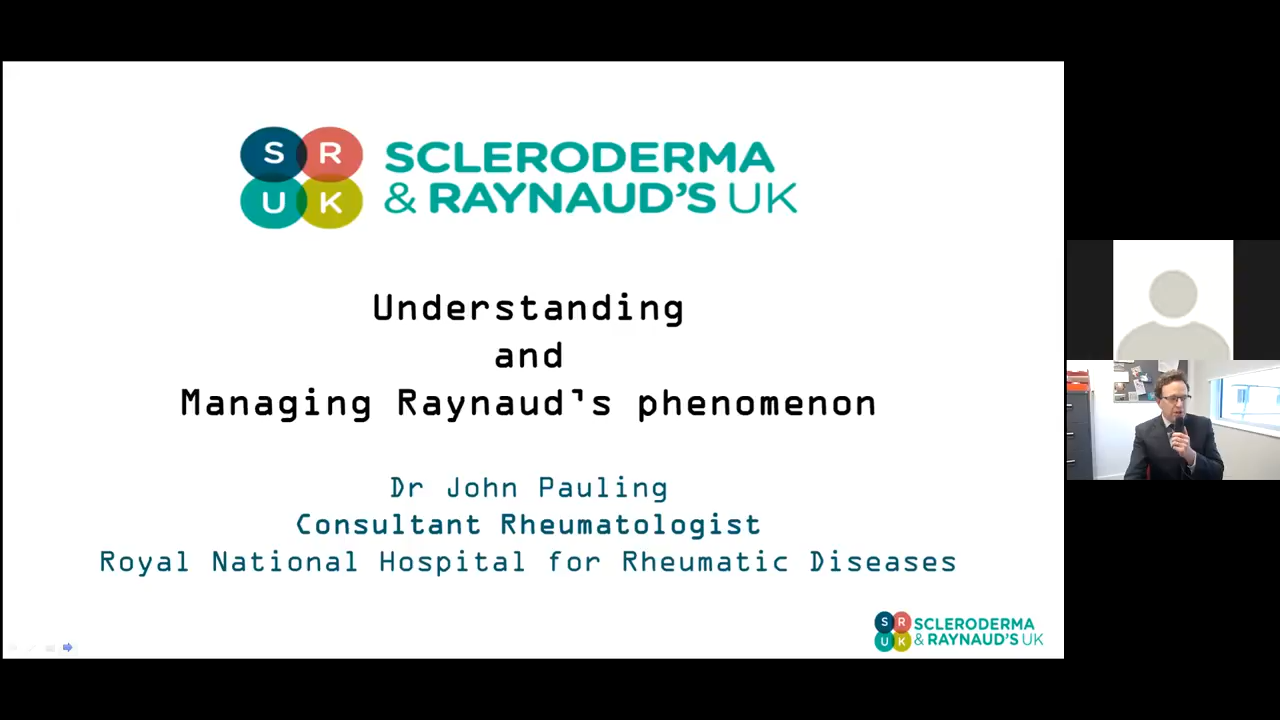 S R
U K
SCLERODERMA
& RAYNAUD'S UK
Understanding
and
Managing Raynaud's phenomenon
Dr John Pauling
Consultant Rheumatologist
Royal National Hospital for Rheumatic Diseases
S R
U K
SCLERODERMA
& RAYNAUD'S UK